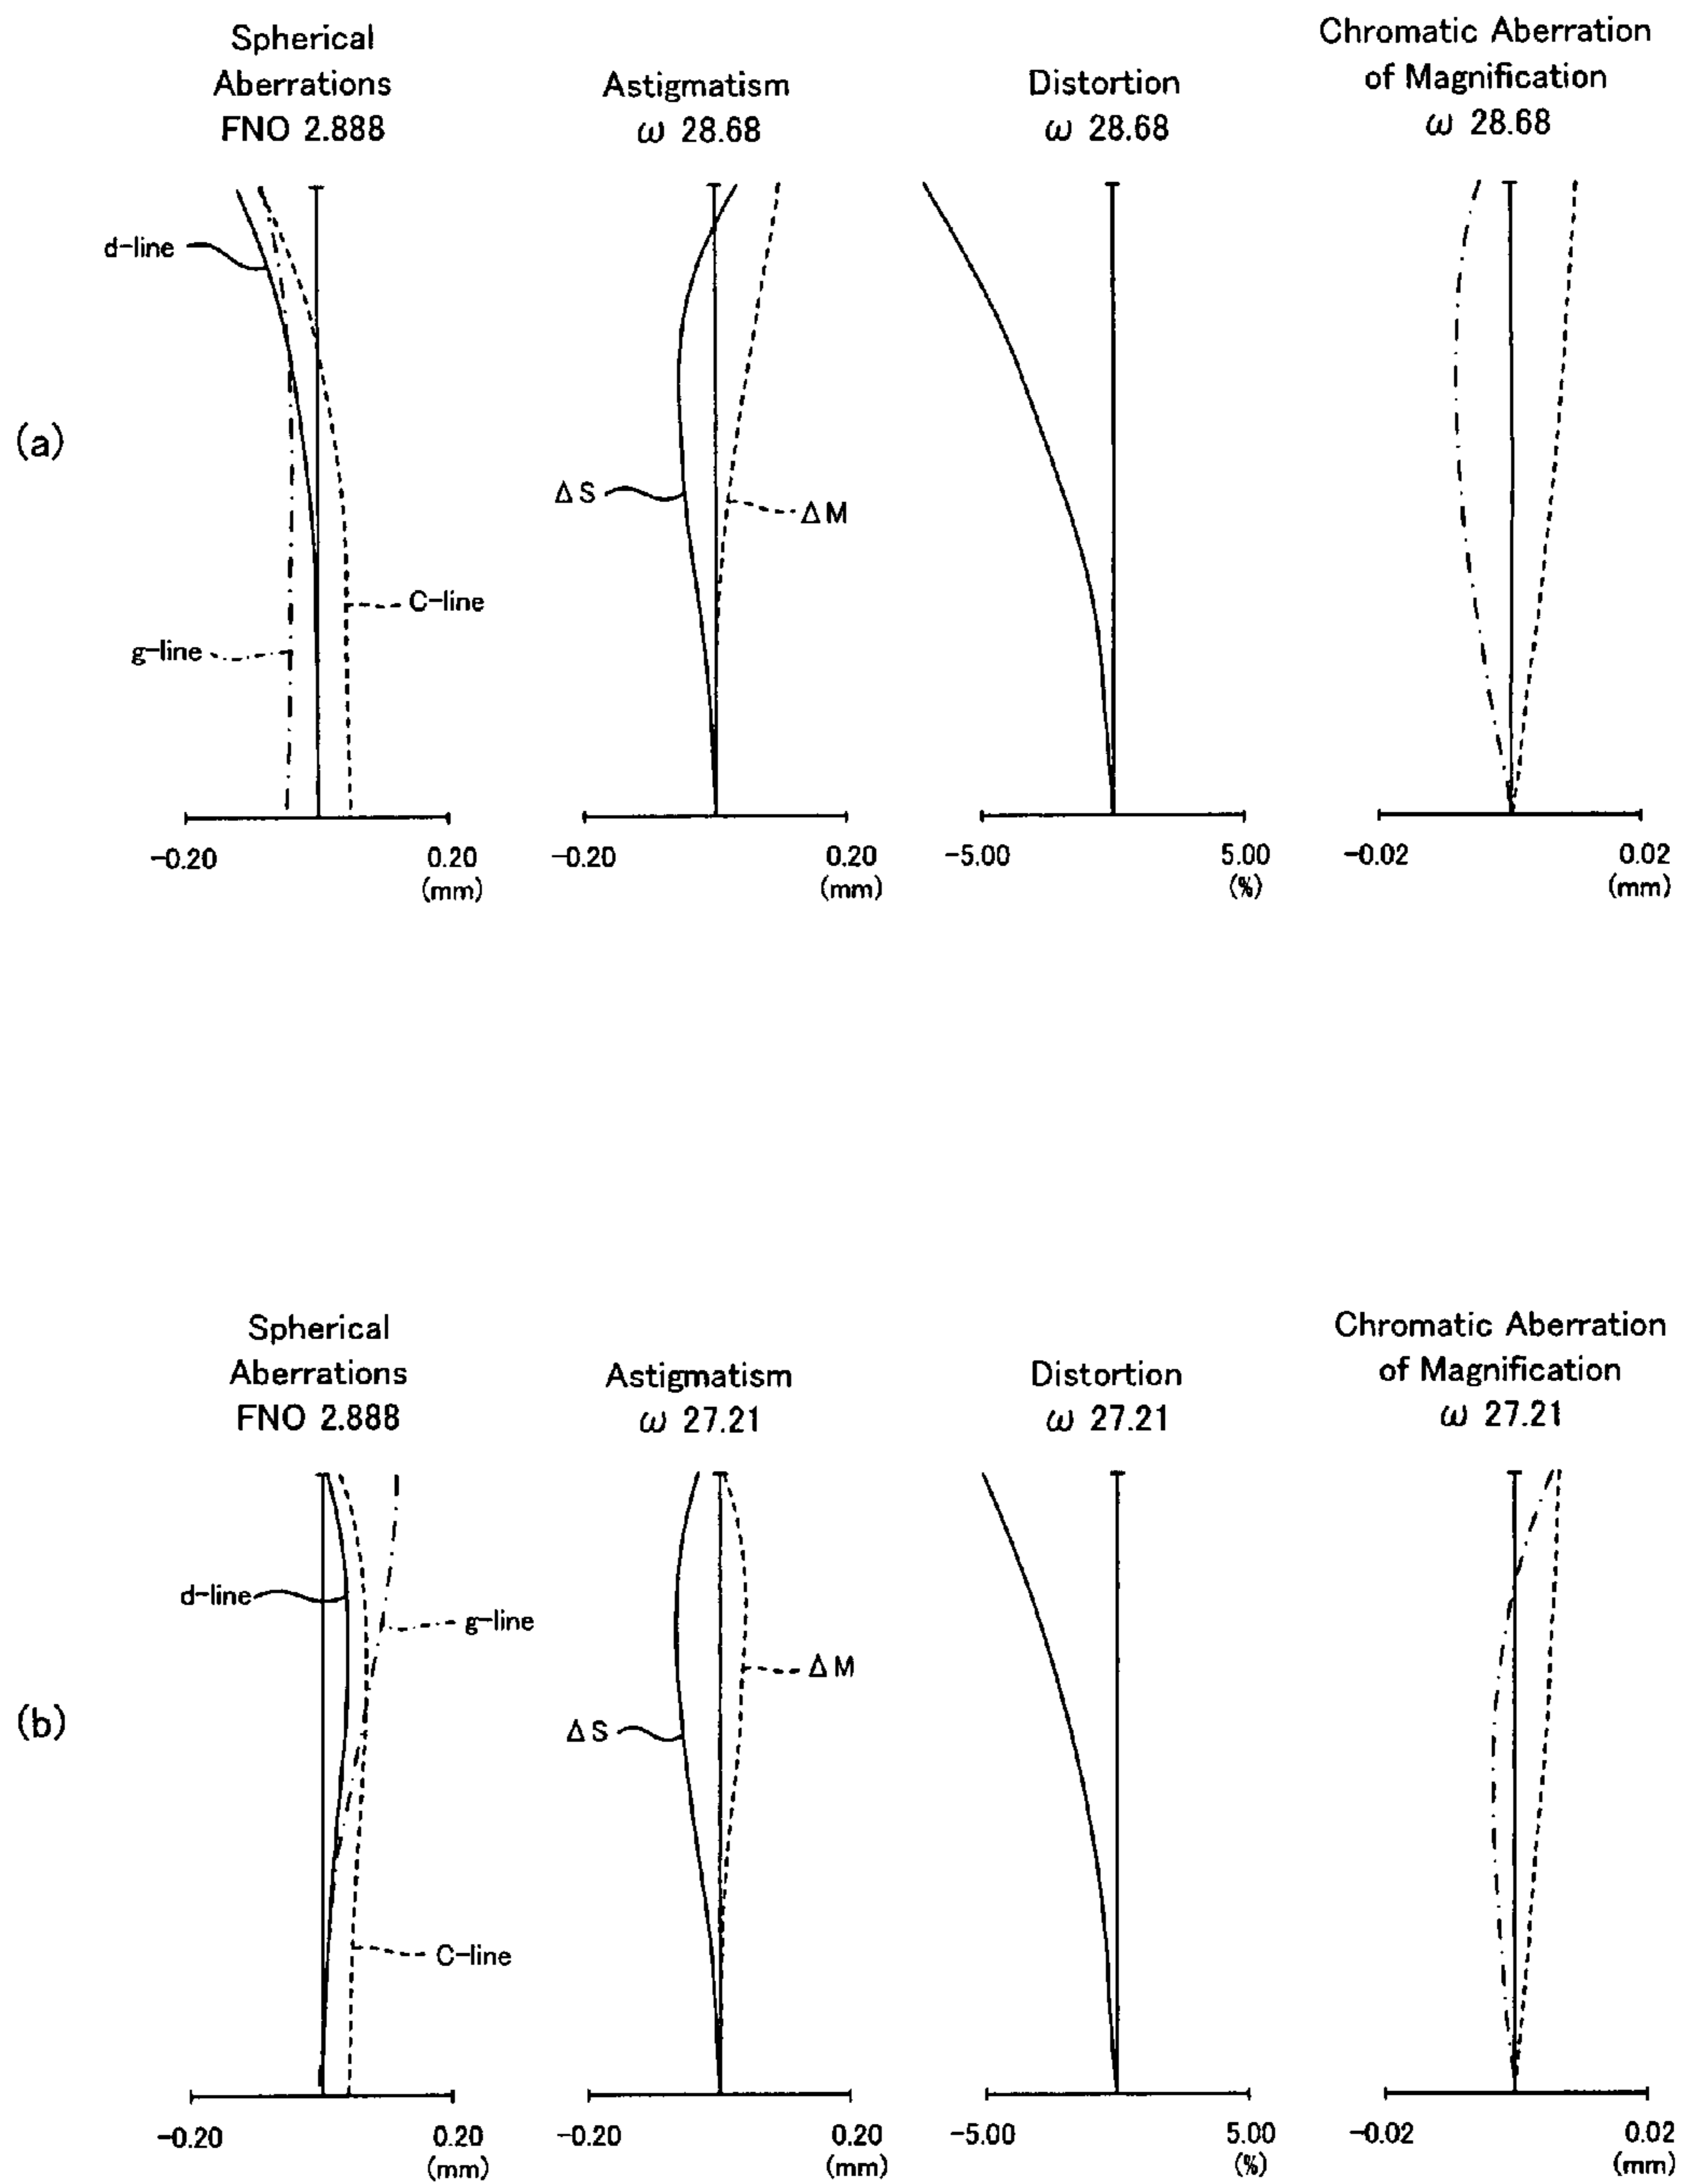 Spherical
Aberrations
FNO 2.888
Astigmatism
ω 28.68
Distortion
ω 28.68
Chromatic Aberration
of Magnification
ω 28.68
(a)
d-line
g-line
C-line
ΔS
ΔM
-0.20
0.20
(mm)
-0.20
0.20
(mm)
-5.00
5.00
(%)
-0.02
0.02
(mm)
Spherical
Aberrations
FNO 2.888
Astigmatism
ω 27.21
Distortion
ω 27.21
Chromatic Aberration
of Magnification
ω 27.21
(b)
d-line
g-line
C-line
ΔM
ΔS
-0.20
0.20
(mm)
-0.20
0.20
(mm)
-5.00
5.00
(%)
-0.02
0.02
(mm)